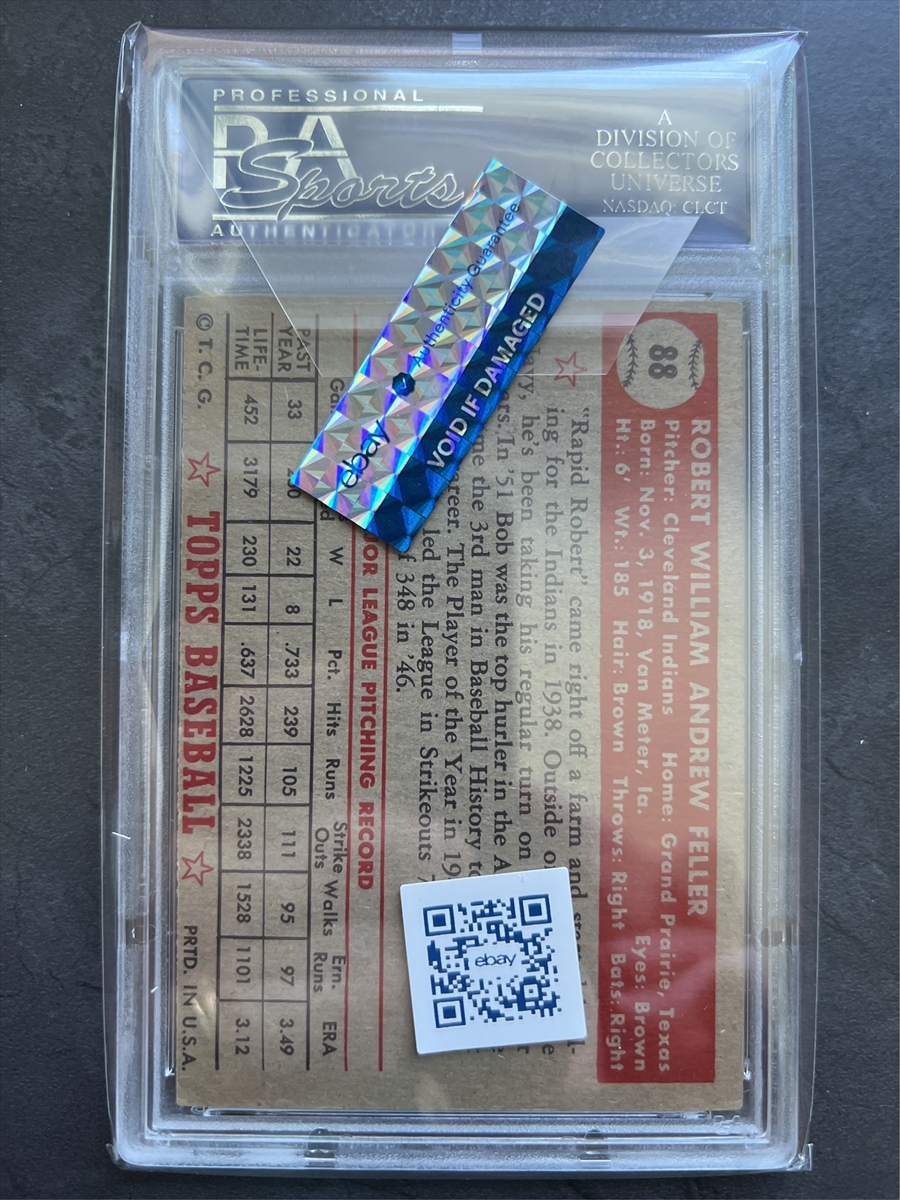 PROFESSIONAL
PSA
Sports
AUTHENTICATOR
A
DIVISION OF
COLLECTORS
UNIVERSE
NASDAQ: CLCT
ebay Authenticity Guarantee
VOID IF DAMAGED
88
ROBERT WILLIAM ANDREW FELLER
Pitcher: Cleveland Indians Home: Grand Prairie, Texas
Born: Nov. 3, 1918, Van Meter, Ia. Eyes: Brown
Ht.: 6' Wt.: 185 Hair: Brown Throws: Right Bats: Right
"Rapid Robert" came right off a farm and
ing for the Indians in 1938. Outside
he's been taking his regular turn on
In '51 Bob was the top hurler in the
the 3rd man in Baseball History
The Player of the Year in
led the League in Strikeouts
348 in '46.
LEAGUE PITCHING RECORD
W L Pct. Hits Runs Strike Outs Walks Ern. Runs ERA
PAST YEAR 33 22 8 .733 239 105 111 95 97 3.49
LIFE-TIME 452 3179 230 131 .637 2628 1225 2338 1528 1101 3.12
© T. C. G. TOPPS BASEBALL PRTD. IN U.S.A.
ebay